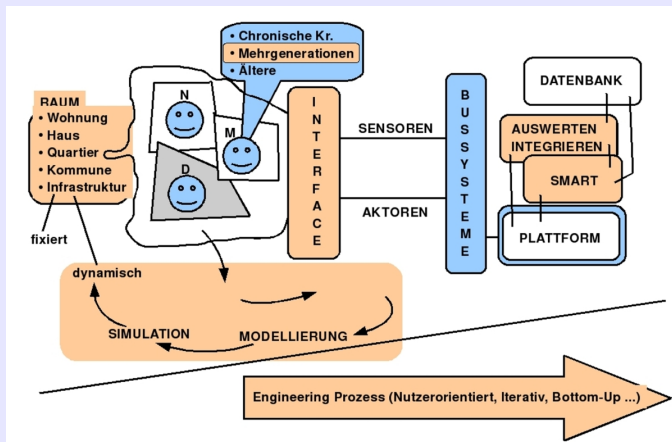 • Chronische Kr.
• Mehrgenerationen
• Ältere
RAUM
• Wohnung
• Haus
• Quartier
• Kommune
• Infrastruktur
fixiert
dynamisch
N
M
D
INTERFACE
SENSOREN
AKTOREN
BUSSYSTEME
DATENBANK
AUSWERTEN
INTEGRIEREN
SMART
PLATTFORM
SIMULATION
MODELLIERUNG
Engineering Prozess (Nutzerorientiert, Iterativ, Bottom-Up ...)